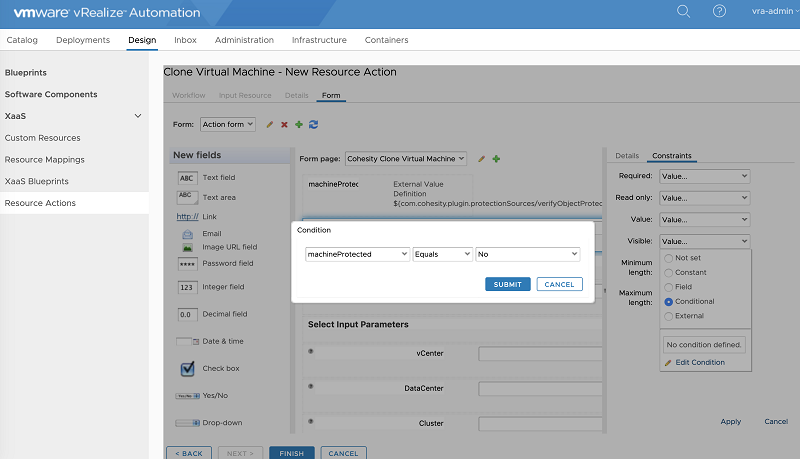 vmware vRealize Automation
vra-admin
Catalog Deployments Design Inbox Administration Infrastructure Containers
Blueprints
Software Components
XaaS
Custom Resources
Resource Mappings
XaaS Blueprints
Resource Actions
Clone Virtual Machine - New Resource Action
Workflow Input Resource Details Form
Form: Action form
New fields
ABC Text field
ABC Text area
http:// Link
Email
Image URL field
**** Password field
123 Integer field
0.0 Decimal field
Date & time
Check box
Yes/No Yes/No
Drop-down
Form page: Cohesity Clone Virtual Machine
machineProtec
External Value
Definition
${com.cohesity.plugin.protectionSources/verifyObjectProtec
Condition
machineProtected Equals No
SUBMIT CANCEL
Select Input Parameters
vCenter
DataCenter
Cluster
Details Constraints
Required: Value...
Read only: Value...
Value: Value...
Visible: Value...
Minimum
length:
Maximum
length:
Not set
Constant
Field
Conditional
External
No condition defined.
Edit Condition
Apply Cancel
< BACK NEXT > FINISH CANCEL